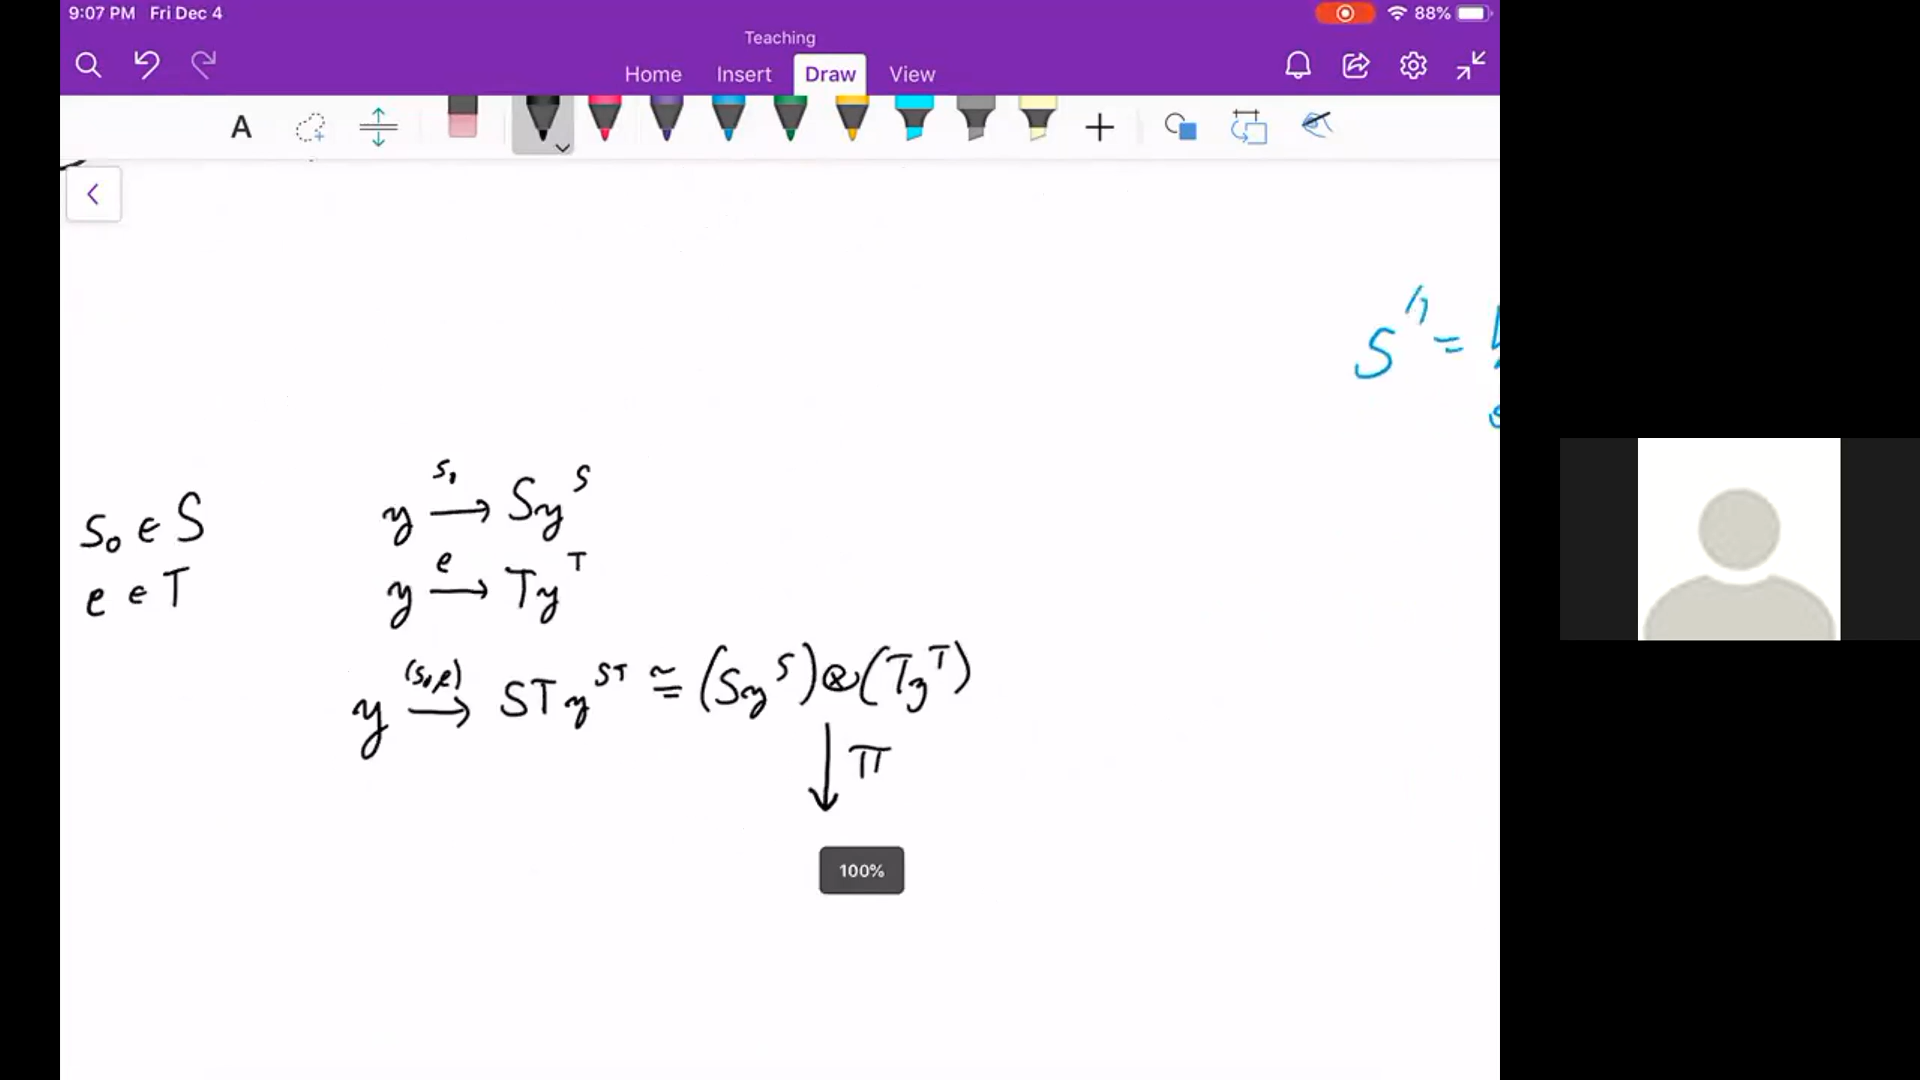 9:07 PM Fri Dec 4
88%
Teaching
Home Insert Draw View
A
S =
s₀ ∈ S
e ∈ T
y →^{s₀} Sy^S
y →^{e} Ty^T
y →^{(s₀,e)} STy^{ST} ≅ (Sy^S)⊗(Ty^T)
↓ π
100%